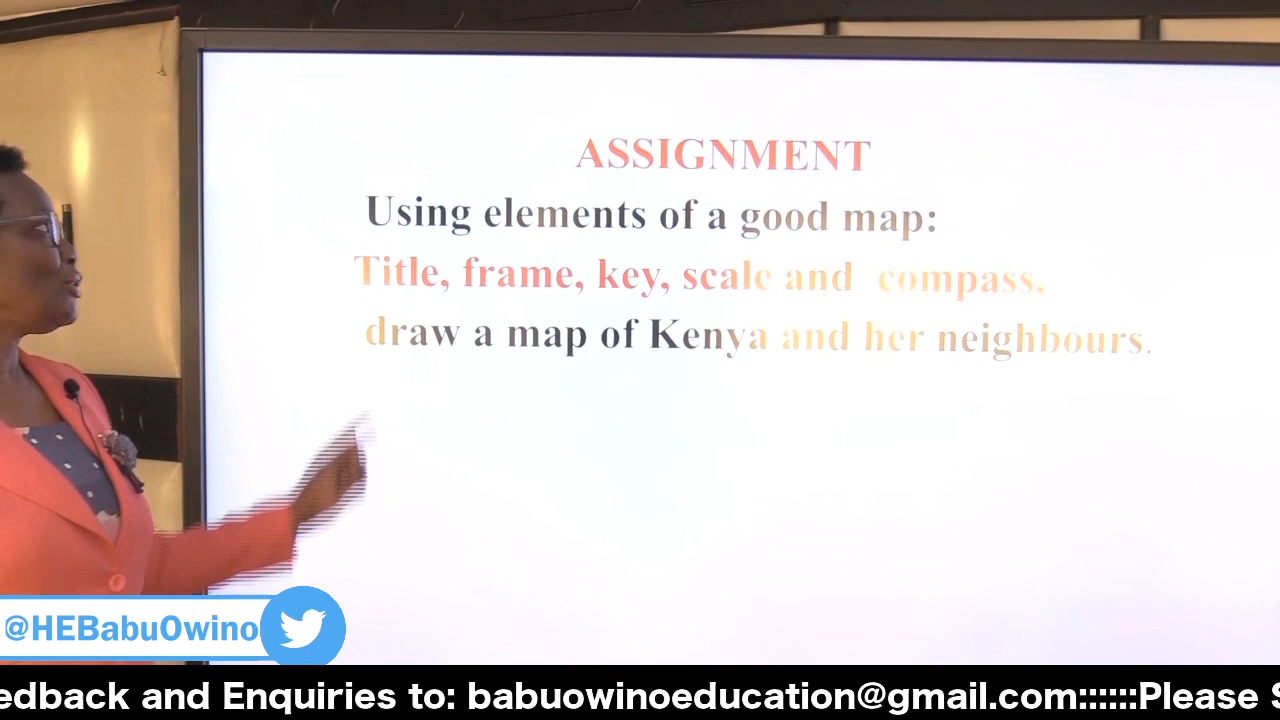 ASSIGNMENT
Using elements of a good map:
Title, frame, key, scale and compass,
draw a map of Kenya and her neighbours.
@HEBabuOwino
edback and Enquiries to: babuowinoeducation@gmail.com::::::Please S